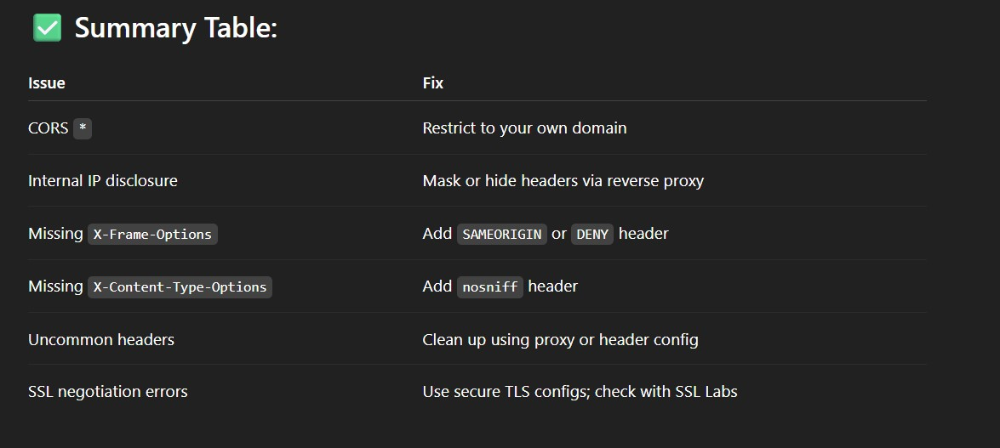 ✅ Summary Table:
Issue Fix
CORS * Restrict to your own domain
Internal IP disclosure Mask or hide headers via reverse proxy
Missing X-Frame-Options Add SAMEORIGIN or DENY header
Missing X-Content-Type-Options Add nosniff header
Uncommon headers Clean up using proxy or header config
SSL negotiation errors Use secure TLS configs; check with SSL Labs